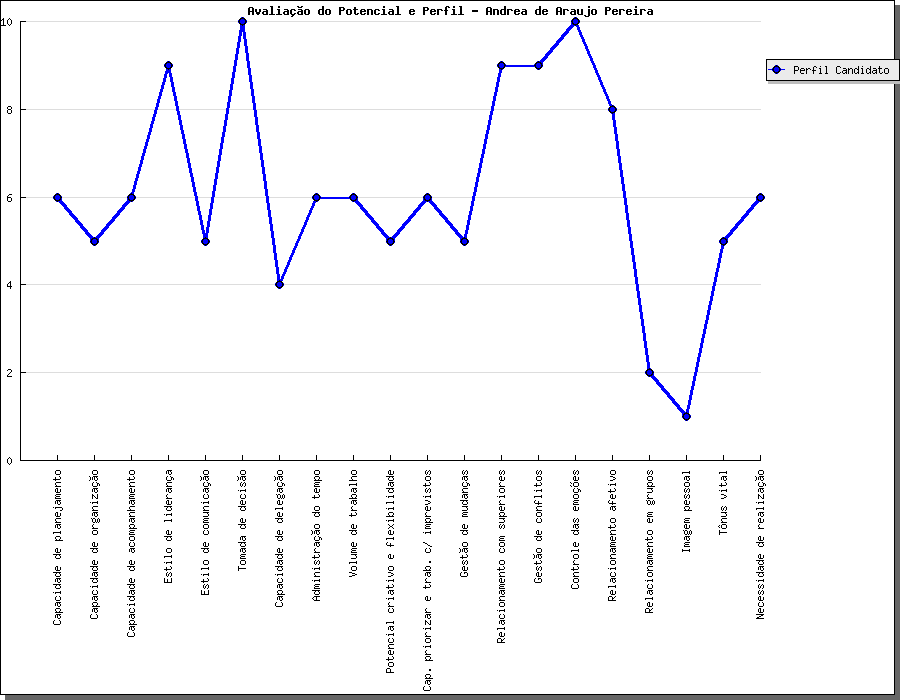 Avaliação do Potencial e Perfil - Andrea de Araujo Pereira
Perfil Candidato
10
8
6
4
2
0
Capacidade de planejamento
Capacidade de organização
Capacidade de acompanhamento
Estilo de liderança
Estilo de comunicação
Tomada de decisão
Capacidade de delegação
Administração do tempo
Volume de trabalho
Potencial criativo e flexibilidade
Cap. priorizar e trab. c/ imprevistos
Gestão de mudanças
Relacionamento com superiores
Gestão de conflitos
Controle das emoções
Relacionamento afetivo
Relacionamento em grupos
Imagem pessoal
Tônus vital
Necessidade de realização